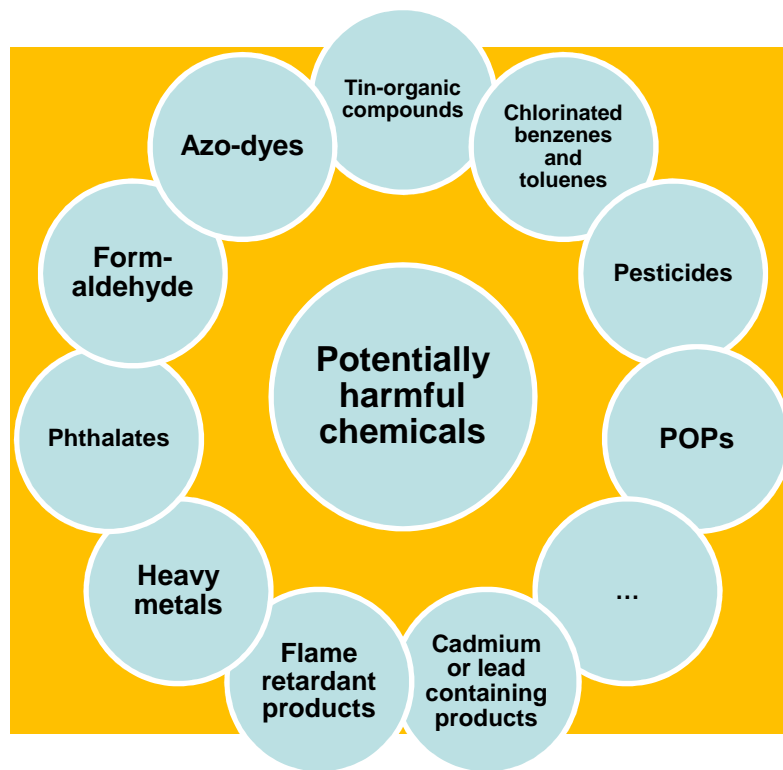 Tin-organic
compounds
Chlorinated
benzenes
and
toluenes
Pesticides
POPs
...
Cadmium
or lead
containing
products
Flame
retardant
products
Heavy
metals
Phthalates
Form-
aldehyde
Azo-dyes
Potentially
harmful
chemicals